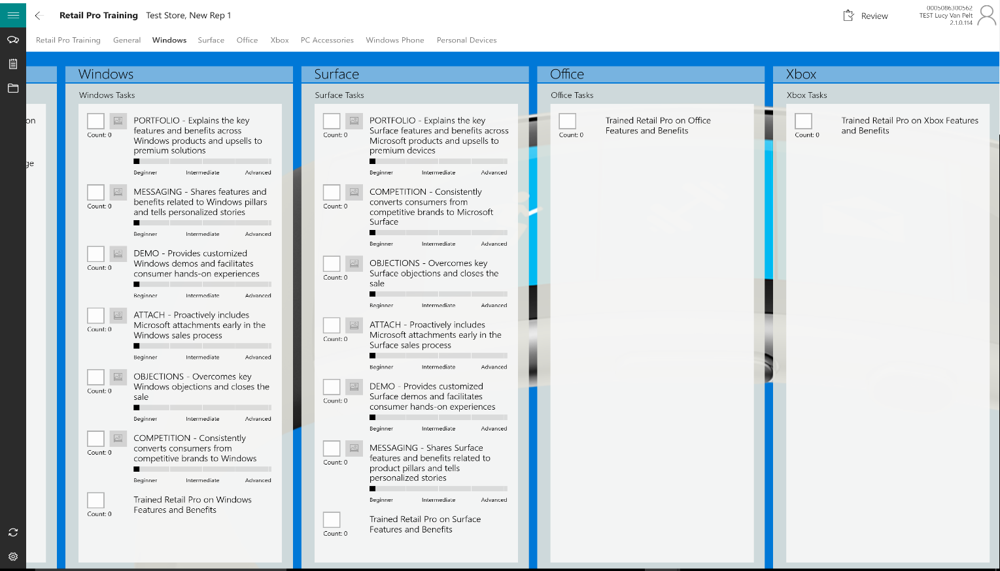 Retail Pro Training Test Store, New Rep 1
Review
0005086300562
TEST Lucy Van Pelt
2.1.0.114
Retail Pro Training General Windows Surface Office Xbox PC Accessories Windows Phone Personal Devices
on
ge
Windows
Windows Tasks
PORTFOLIO - Explains the key
features and benefits across
Windows products and upsells to
premium solutions
Count: 0
Beginner Intermediate Advanced
MESSAGING - Shares features and
benefits related to Windows pillars
and tells personalized stories
Count: 0
Beginner Intermediate Advanced
DEMO - Provides customized
Windows demos and facilitates
consumer hands-on experiences
Count: 0
Beginner Intermediate Advanced
ATTACH - Proactively includes
Microsoft attachments early in the
Windows sales process
Count: 0
Beginner Intermediate Advanced
OBJECTIONS - Overcomes key
Windows objections and closes the
sale
Count: 0
Beginner Intermediate Advanced
COMPETITION - Consistently
converts consumers from
competitive brands to Windows
Count: 0
Beginner Intermediate Advanced
Trained Retail Pro on Windows
Features and Benefits
Count: 0
Surface
Surface Tasks
PORTFOLIO - Explains the key
Surface features and benefits across
Microsoft products and upsells to
premium devices
Count: 0
Beginner Intermediate Advanced
COMPETITION - Consistently
converts consumers from
competitive brands to Microsoft
Surface
Count: 0
Beginner Intermediate Advanced
OBJECTIONS - Overcomes key
Surface objections and closes the
sale
Count: 0
Beginner Intermediate Advanced
ATTACH - Proactively includes
Microsoft attachments early in the
Surface sales process
Count: 0
Beginner Intermediate Advanced
DEMO - Provides customized
Surface demos and facilitates
consumer hands-on experiences
Count: 0
Beginner Intermediate Advanced
MESSAGING - Shares Surface
features and benefits related to
product pillars and tells
personalized stories
Count: 0
Beginner Intermediate Advanced
Trained Retail Pro on Surface
Features and Benefits
Count: 0
Office
Office Tasks
Trained Retail Pro on Office
Features and Benefits
Count: 0
Xbox
Xbox Tasks
Trained Retail Pro on Xbox Features
and Benefits
Count: 0